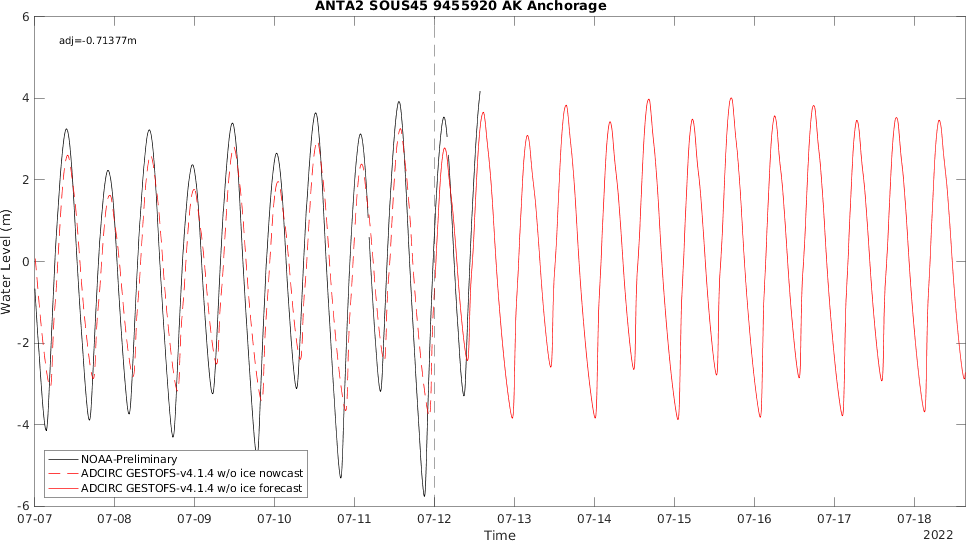 ANTA2 SOUS45 9455920 AK Anchorage
adj=-0.71377m
Water Level (m)
6
4
2
0
-2
-4
-6
NOAA-Preliminary
ADCIRC GESTOFS-v4.1.4 w/o ice nowcast
ADCIRC GESTOFS-v4.1.4 w/o ice forecast
07-07 07-08 07-09 07-10 07-11 07-12 07-13 07-14 07-15 07-16 07-17 07-18
Time
2022